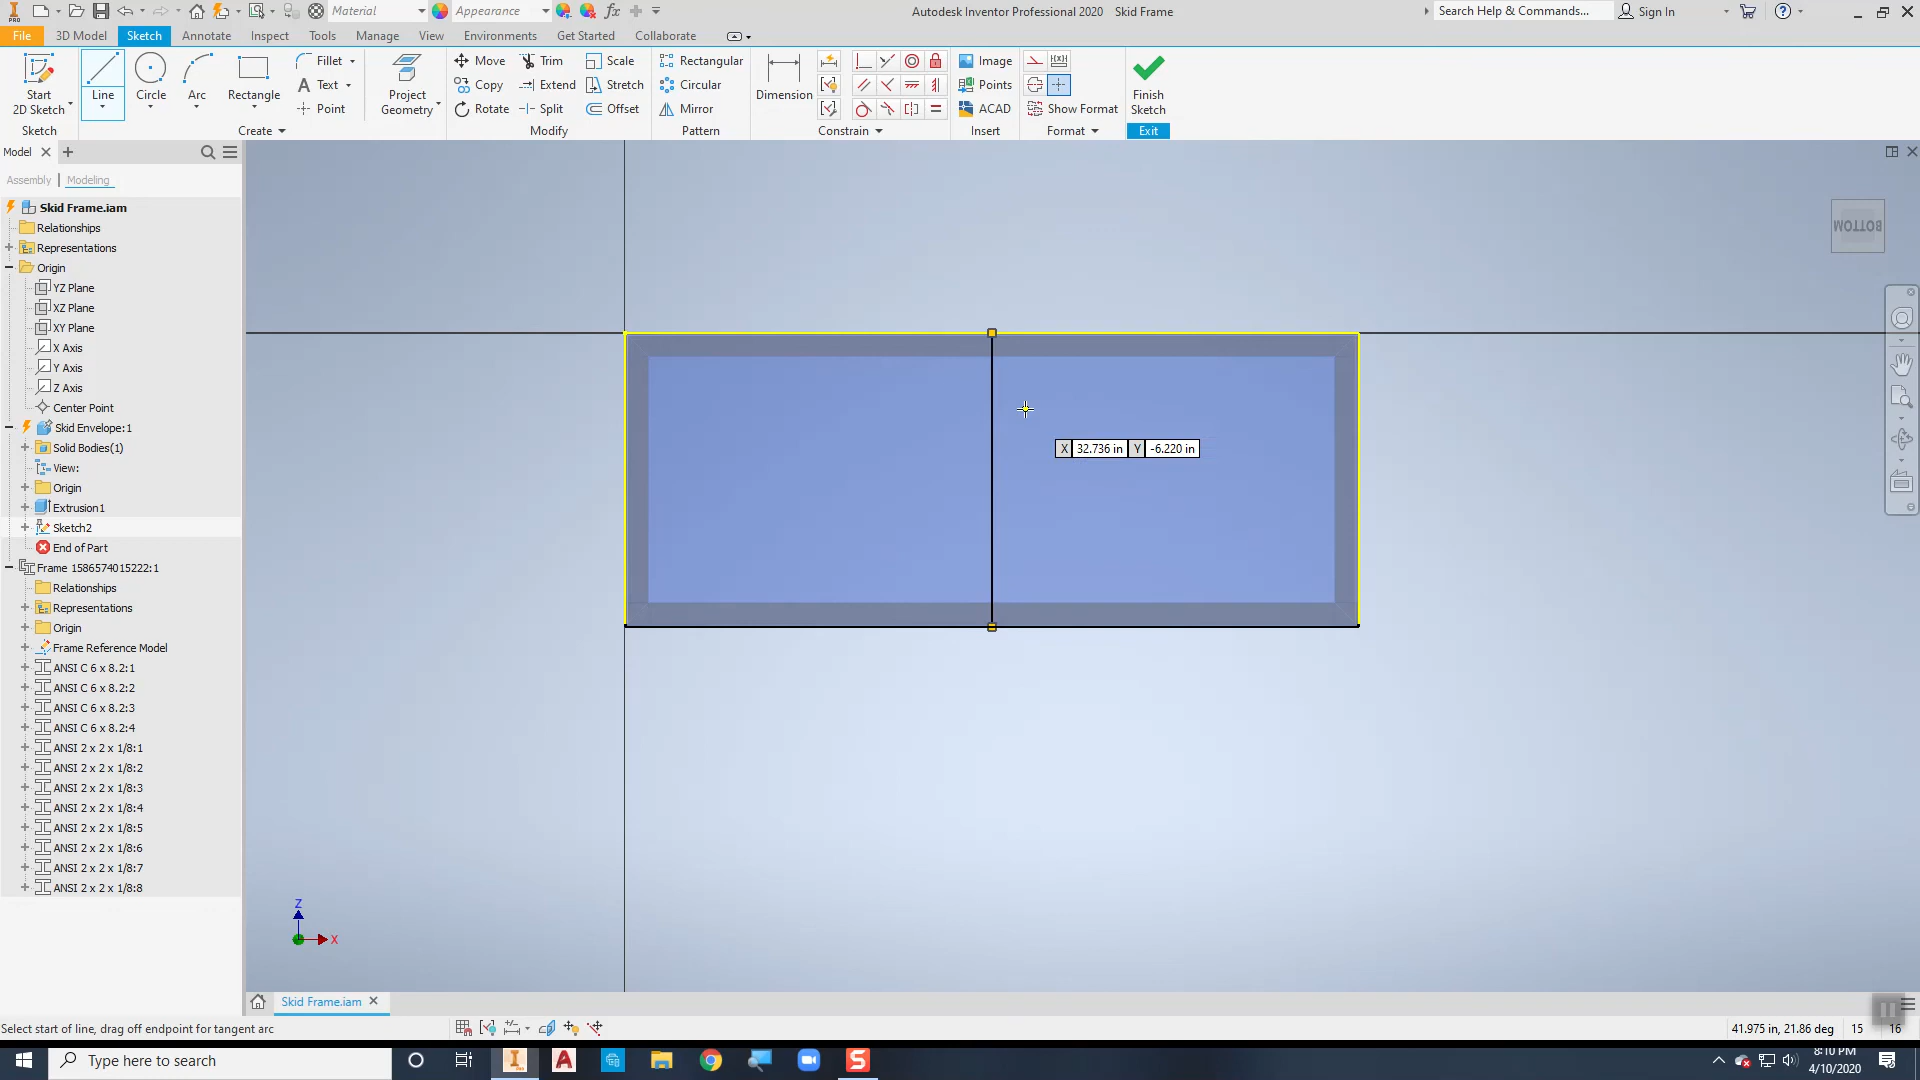 Material
Appearance
Autodesk Inventor Professional 2020   Skid Frame
Search Help & Commands...
Sign In
File
3D Model
Sketch
Annotate
Inspect
Tools
Manage
View
Environments
Get Started
Collaborate
Start
2D Sketch
Line
Circle
Arc
Rectangle
Fillet
Text
Point
Project
Geometry
Move
Copy
Rotate
Trim
Extend
Split
Scale
Stretch
Offset
Rectangular
Circular
Mirror
Dimension
Image
Points
ACAD
Show Format
Finish
Sketch
Sketch
Create
Modify
Pattern
Constrain
Insert
Format
Exit
Model
Assembly
Modeling
Skid Frame.iam
Relationships
Representations
Origin
YZ Plane
XZ Plane
XY Plane
X Axis
Y Axis
Z Axis
Center Point
Skid Envelope:1
Solid Bodies(1)
View:
Origin
Extrusion1
Sketch2
End of Part
Frame 1586574015222:1
Relationships
Representations
Origin
Frame Reference Model
ANSI C 6 x 8.2:1
ANSI C 6 x 8.2:2
ANSI C 6 x 8.2:3
ANSI C 6 x 8.2:4
ANSI 2 x 2 x 1/8:1
ANSI 2 x 2 x 1/8:2
ANSI 2 x 2 x 1/8:3
ANSI 2 x 2 x 1/8:4
ANSI 2 x 2 x 1/8:5
ANSI 2 x 2 x 1/8:6
ANSI 2 x 2 x 1/8:7
ANSI 2 x 2 x 1/8:8
BOTTOM
X 32.736 in Y -6.220 in
Z
X
Skid Frame.iam
Select start of line, drag off endpoint for tangent arc
41.975 in, 21.86 deg
15
16
Type here to search
8:10 PM
4/10/2020